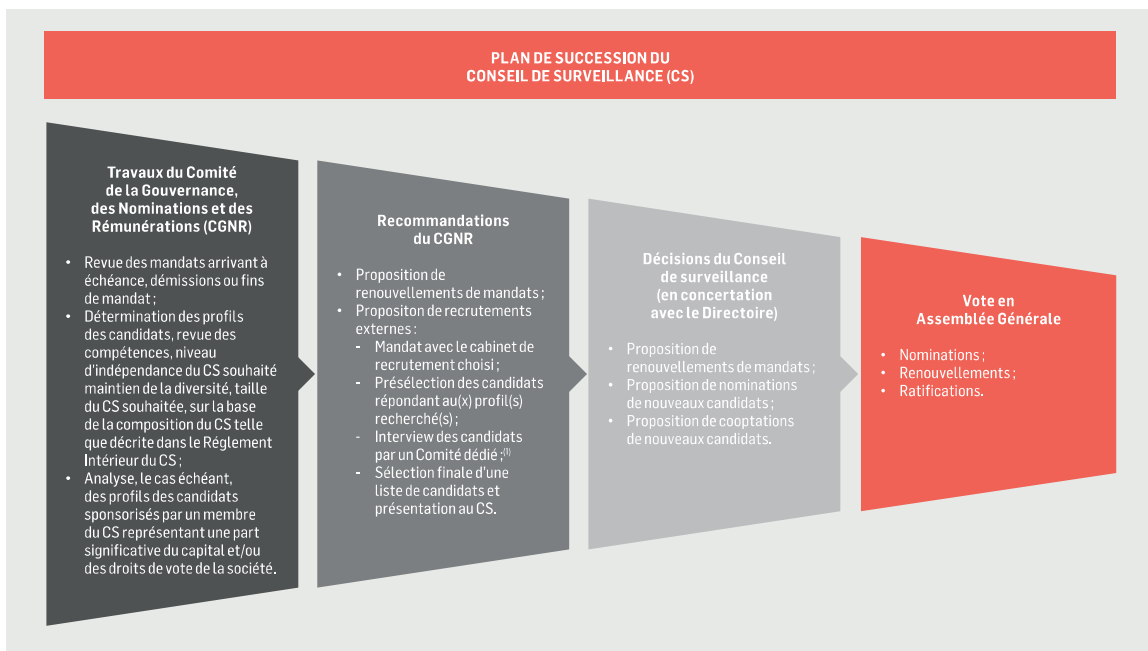 PLAN DE SUCCESSION DU
CONSEIL DE SURVEILLANCE (CS)
Travaux du Comité
de la Gouvernance,
des Nominations et des
Rémunérations (CGNR)
• Revue des mandats arrivant à
échéance, démissions ou fins
de mandat ;
• Détermination des profils
des candidats, revue des
compétences, niveau
d'indépendance du CS souhaité
maintien de la diversité, taille
du CS souhaitée, sur la base
de la composition du CS telle
que décrite dans le Réglement
Intérieur du CS ;
• Analyse, le cas échéant,
des profils des candidats
sponsorisés par un membre
du CS représentant une part
significative du capital et/ou
des droits de vote de la société.
Recommandations
du CGNR
• Proposition de
renouvellements de mandats ;
• Propositon de recrutements
externes :
- Mandat avec le cabinet de
recrutement choisi ;
- Présélection des candidats
répondant au(x) profil(s)
recherché(s) ;
- Interview des candidats
par un Comité dédié ;(1)
- Sélection finale d'une
liste de candidats et
présentation au CS.
Décisions du Conseil
de surveillance
(en concertation
avec le Directoire)
• Proposition de
renouvellements de mandats ;
• Proposition de nominations
de nouveaux candidats ;
• Proposition de cooptations
de nouveaux candidats.
Vote en
Assemblée Générale
• Nominations ;
• Renouvellements ;
• Ratifications.